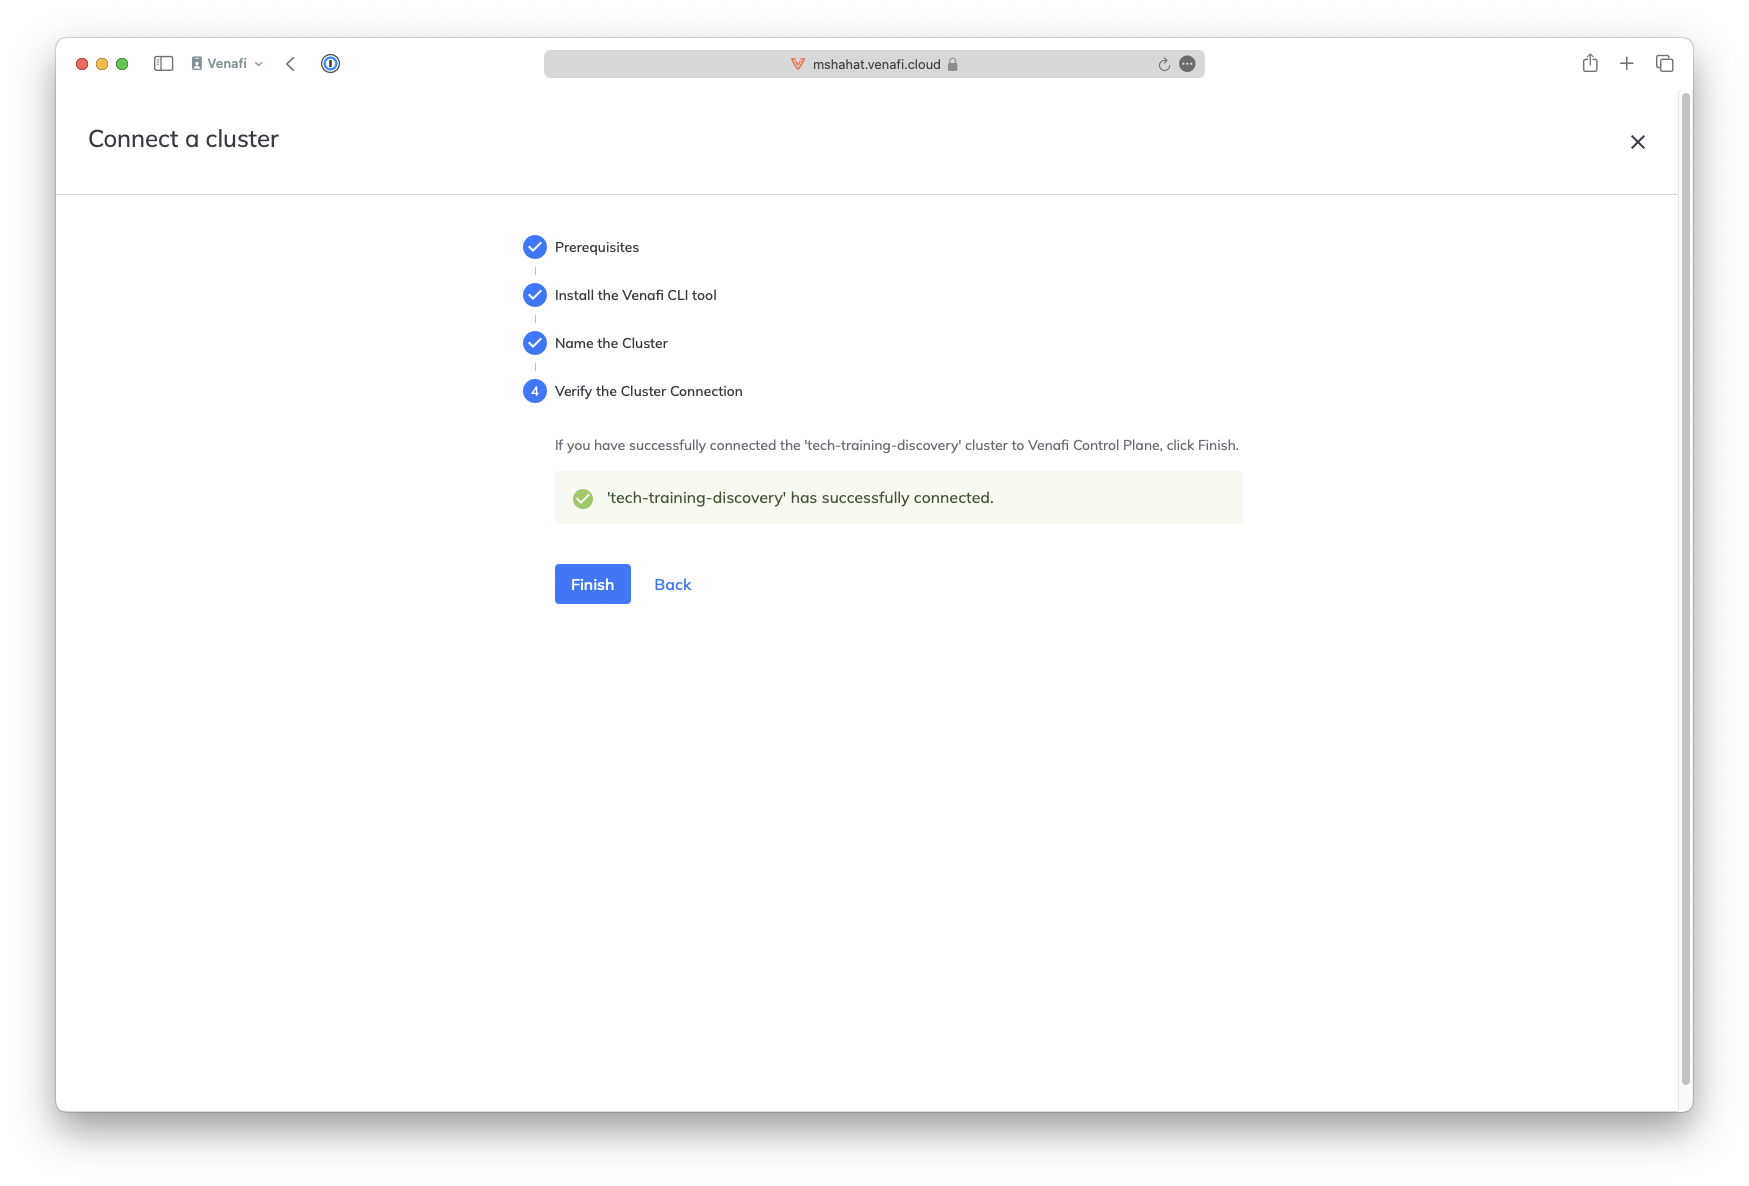 Venafi
mshahat.venafi.cloud
Connect a cluster
Prerequisites
Install the Venafi CLI tool
Name the Cluster
4 Verify the Cluster Connection
If you have successfully connected the 'tech-training-discovery' cluster to Venafi Control Plane, click Finish.
'tech-training-discovery' has successfully connected.
Finish Back